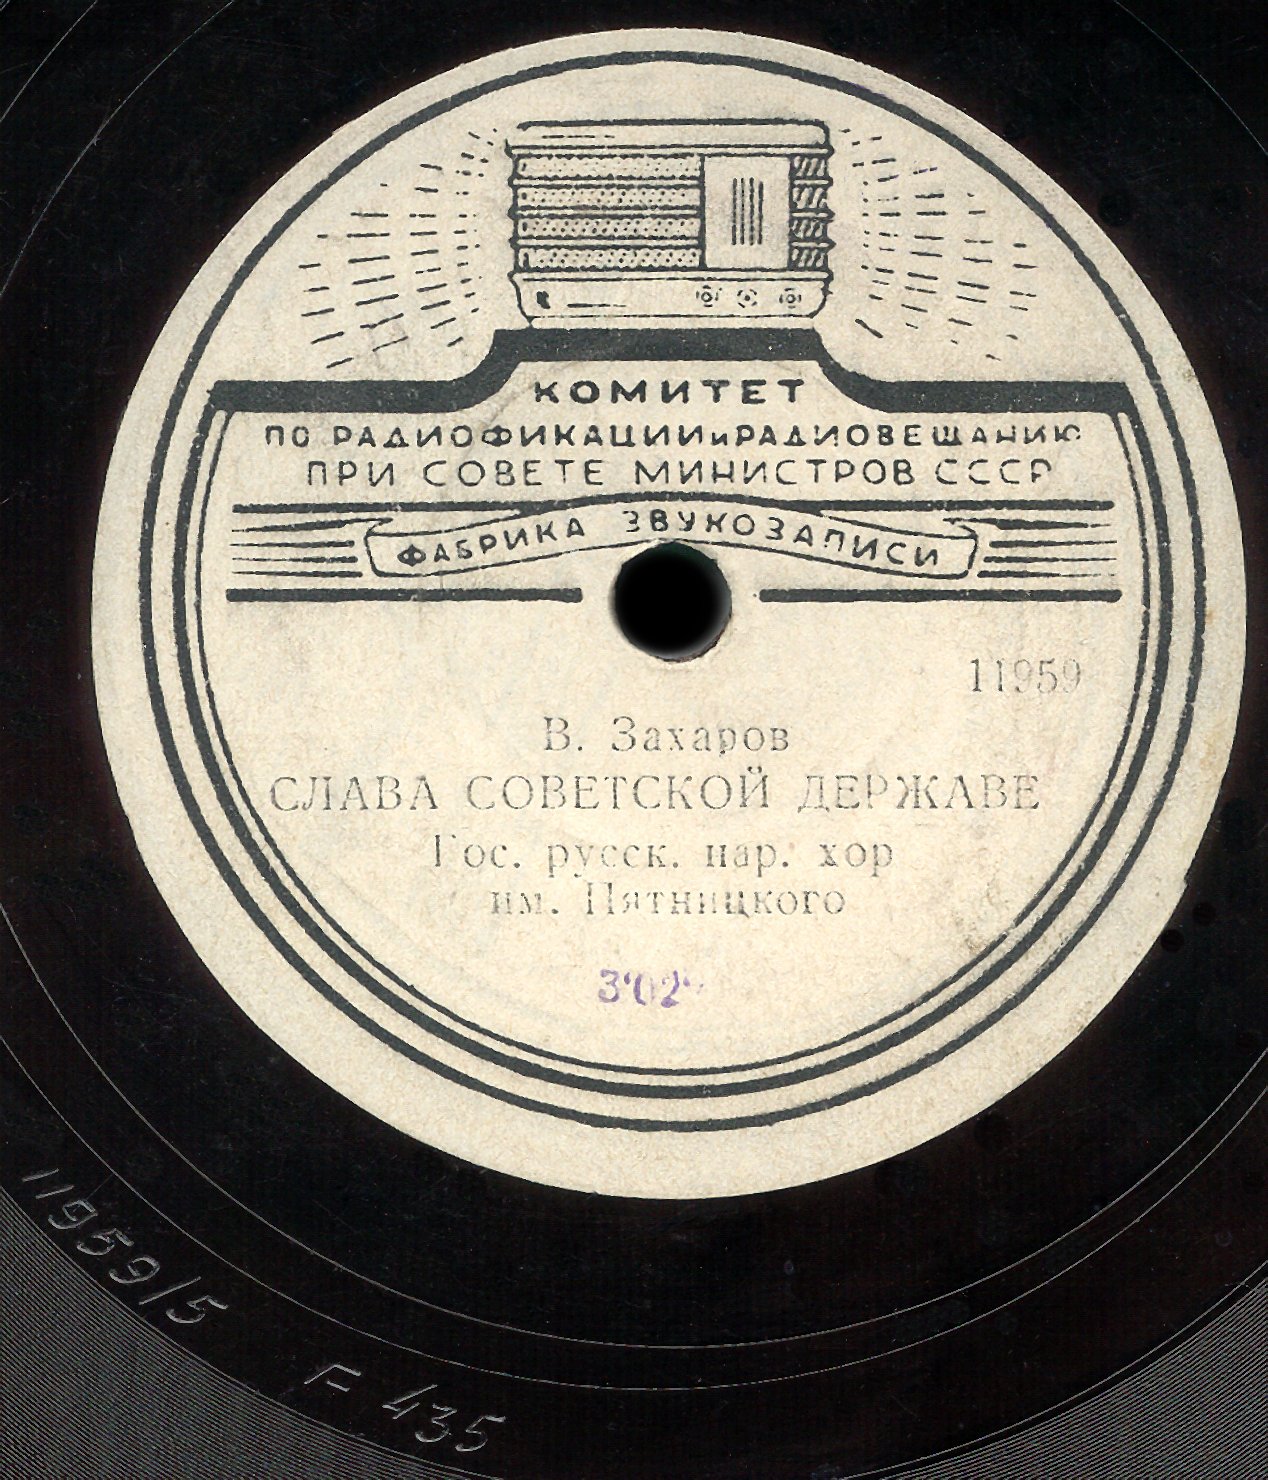 КОМИТЕТ
ПО РАДИОФИКАЦИИ и РАДИОВЕЩАНИЮ
ПРИ СОВЕТЕ МИНИСТРОВ СССР
ФАБРИКА ЗВУКОЗАПИСИ
11959
В. Захаров
СЛАВА СОВЕТСКОЙ ДЕРЖАВЕ
Гос. русск. нар. хор
им. Пятницкого
3'02"
11959/5 F 435